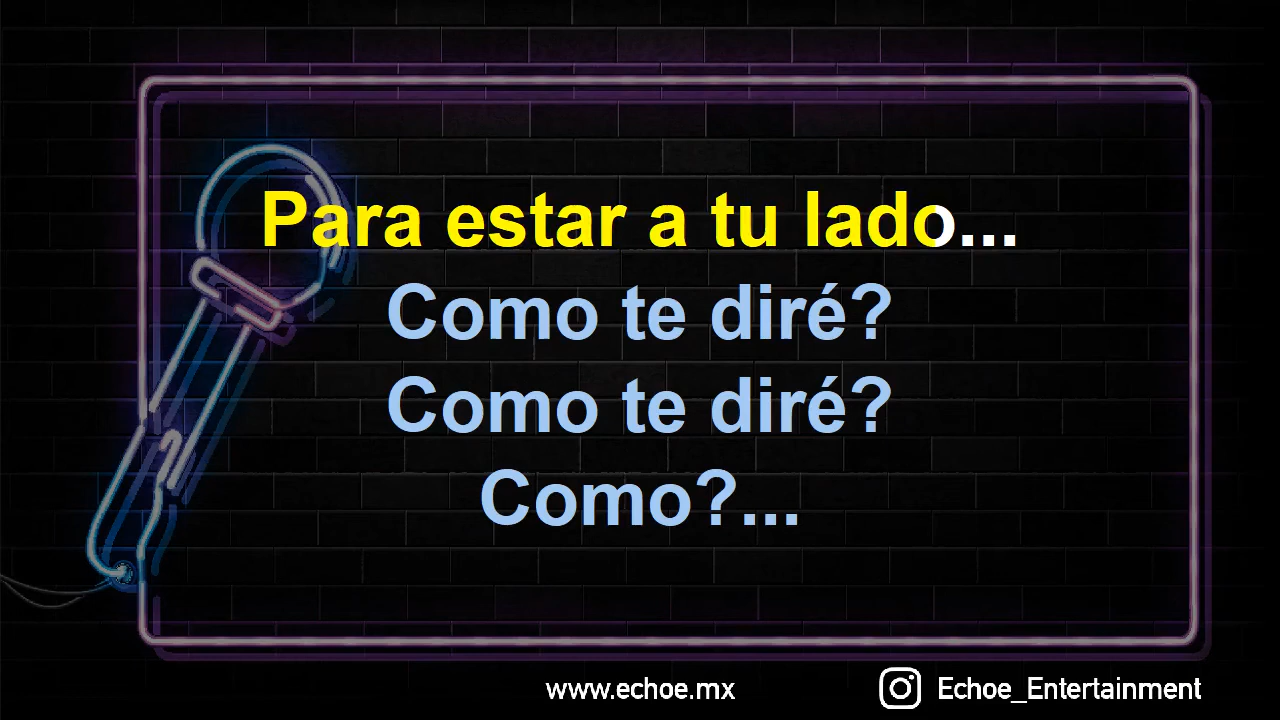 Para estar a tu lado...
Como te diré?
Como te diré?
Como?...
www.echoe.mx
Echoe_Entertainment